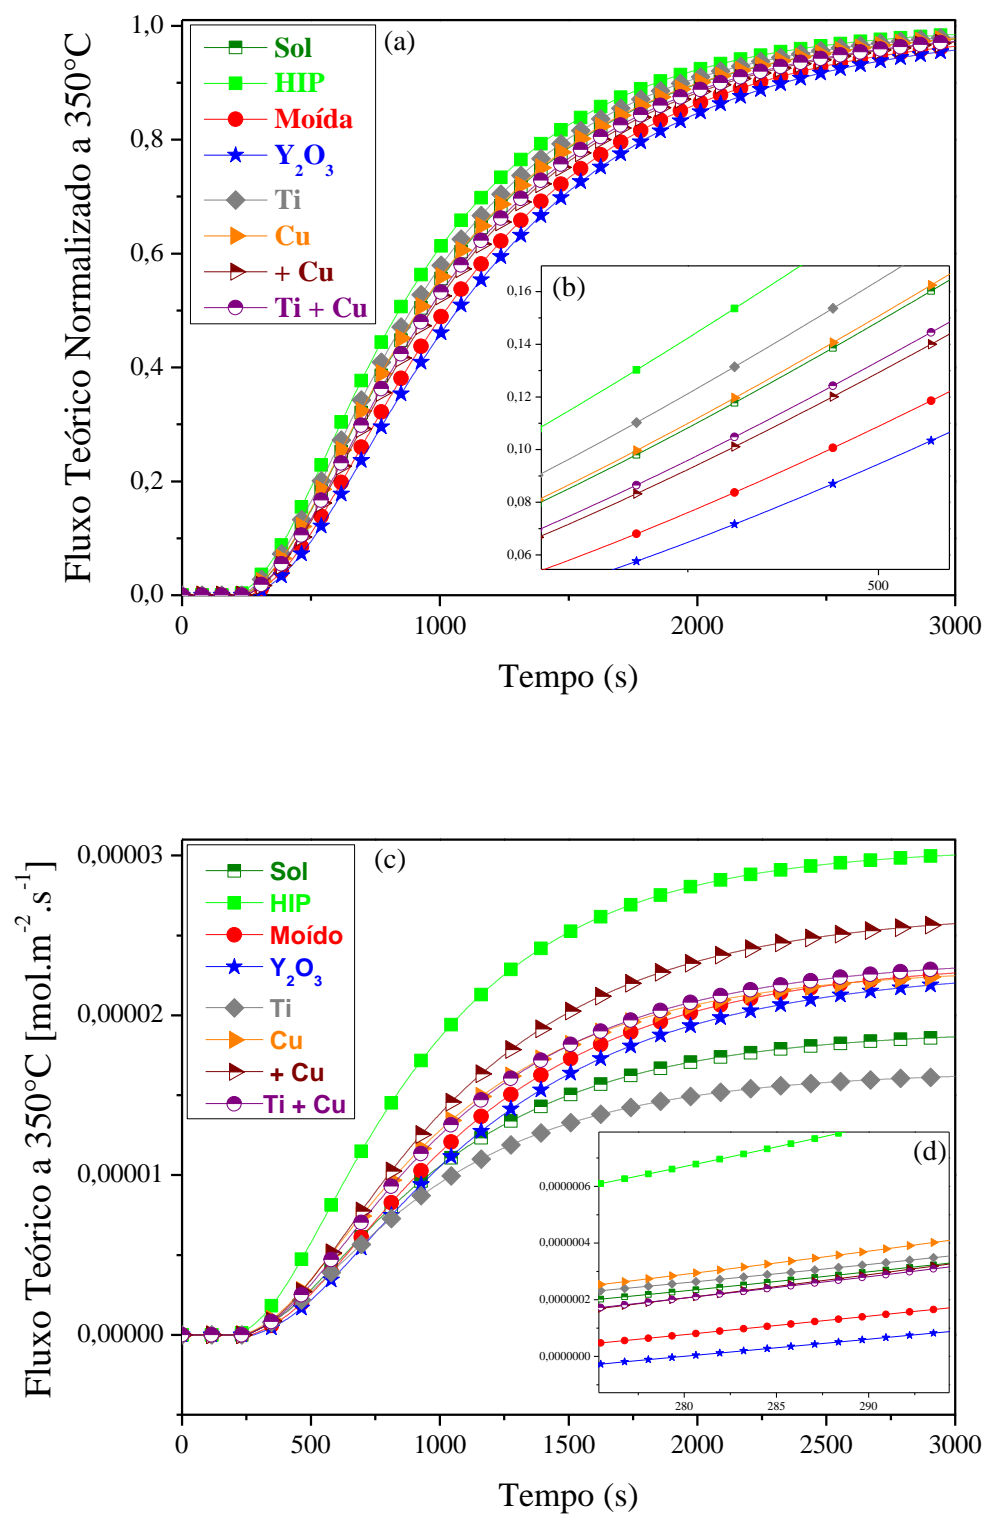 Fluxo Teórico Normalizado a 350°C
1,0
0,8
0,6
0,4
0,2
0,0
(a)
Sol
HIP
Moída
Y₂O₃
Ti
Cu
+ Cu
Ti + Cu
(b)
0,16
0,14
0,12
0,10
0,08
0,06
500
0 500 1000 1500 2000 2500 3000
Tempo (s)
Fluxo Teórico a 350°C [mol.m⁻².s⁻¹]
0,00003
0,00002
0,00001
0,00000
(c)
Sol
HIP
Moído
Y₂O₃
Ti
Cu
+ Cu
Ti + Cu
(d)
0,0000006
0,0000004
0,0000002
0,0000000
280 285 290
0 500 1000 1500 2000 2500 3000
Tempo (s)